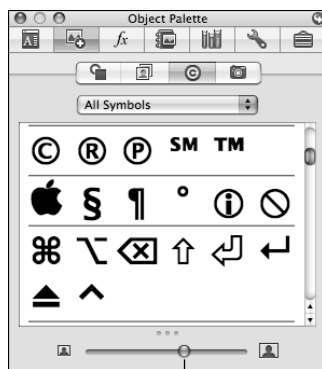 Object Palette
A fx
©
All Symbols
© ® ℗ SM TM
 § ¶ ° ⓘ ⃠
⌘ ⌥ ⌫ ⇧ ⏎ ↵
⏏ ⌃